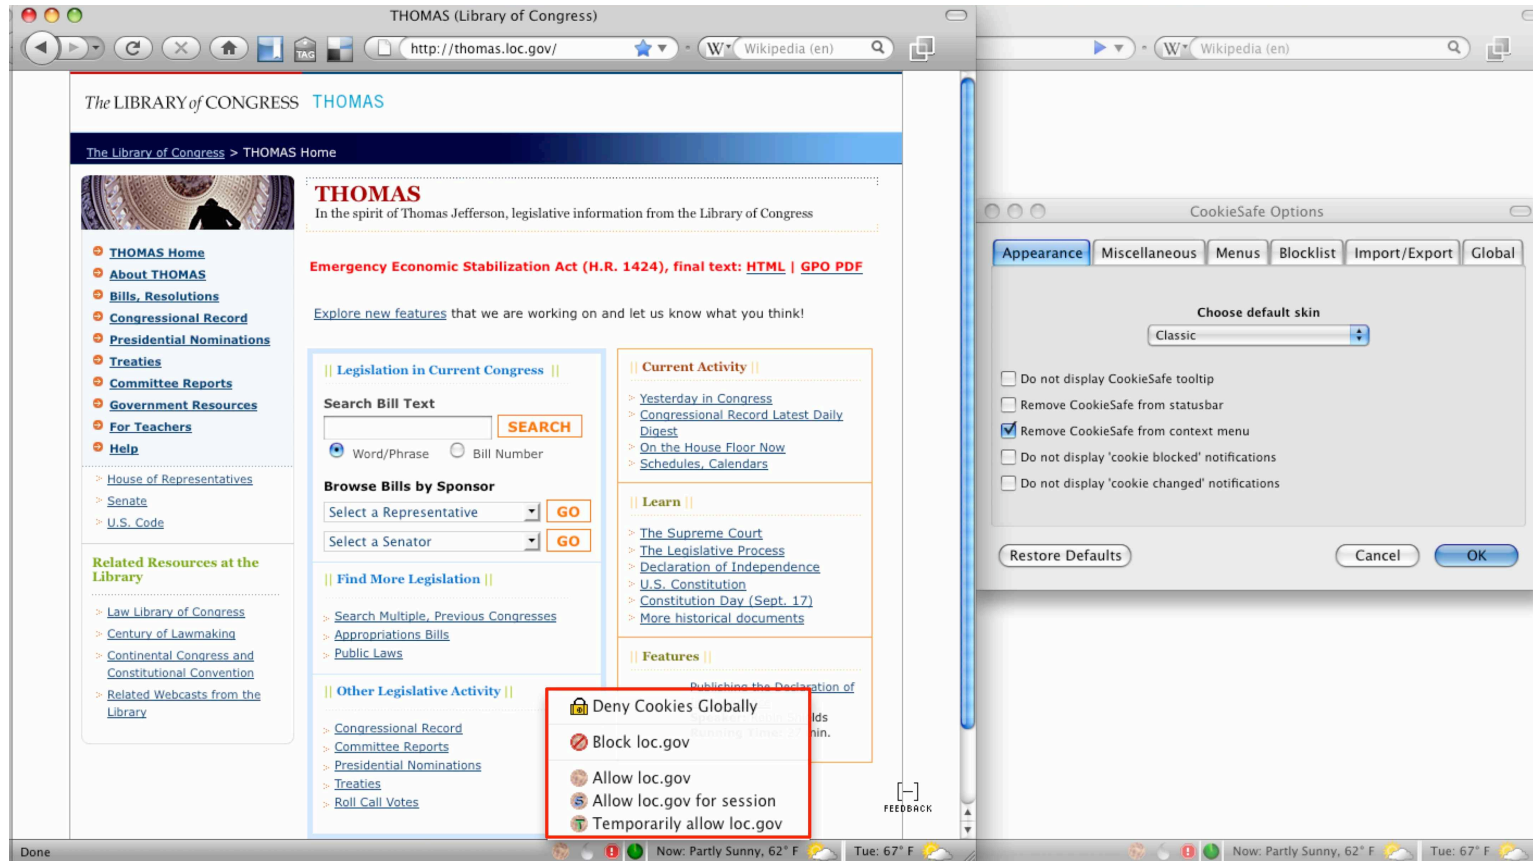 THOMAS (Library of Congress)
TAG
http://thomas.loc.gov/
W
Wikipedia (en)
W
Wikipedia (en)
The LIBRARY of CONGRESS THOMAS
The Library of Congress > THOMAS Home
THOMAS
In the spirit of Thomas Jefferson, legislative information from the Library of Congress
THOMAS Home
About THOMAS
Bills, Resolutions
Congressional Record
Presidential Nominations
Treaties
Committee Reports
Government Resources
For Teachers
Help
> House of Representatives
> Senate
> U.S. Code
Related Resources at the
Library
> Law Library of Congress
> Century of Lawmaking
> Continental Congress and
Constitutional Convention
> Related Webcasts from the
Library
Emergency Economic Stabilization Act (H.R. 1424), final text: HTML | GPO PDF
Explore new features that we are working on and let us know what you think!
|| Legislation in Current Congress ||
Search Bill Text
SEARCH
Word/Phrase Bill Number
Browse Bills by Sponsor
Select a Representative GO
Select a Senator GO
|| Find More Legislation ||
> Search Multiple, Previous Congresses
> Appropriations Bills
> Public Laws
|| Other Legislative Activity ||
> Congressional Record
> Committee Reports
> Presidential Nominations
> Treaties
> Roll Call Votes
|| Current Activity ||
> Yesterday in Congress
> Congressional Record Latest Daily
Digest
> On the House Floor Now
> Schedules, Calendars
|| Learn ||
> The Supreme Court
> The Legislative Process
> Declaration of Independence
> U.S. Constitution
> Constitution Day (Sept. 17)
> More historical documents
|| Features ||
Publishing the Declaration of
Deny Cookies Globally
Block loc.gov
Allow loc.gov
Allow loc.gov for session
Temporarily allow loc.gov
[-]
FEEDBACK
Done
Now: Partly Sunny, 62° F
Tue: 67° F
CookieSafe Options
Appearance Miscellaneous Menus Blocklist Import/Export Global
Choose default skin
Classic
Do not display CookieSafe tooltip
Remove CookieSafe from statusbar
Remove CookieSafe from context menu
Do not display 'cookie blocked' notifications
Do not display 'cookie changed' notifications
Restore Defaults Cancel OK
Now: Partly Sunny, 62° F
Tue: 67° F